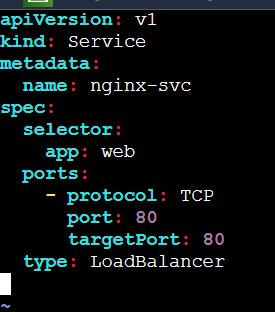 apiVersion: v1
kind: Service
metadata:
  name: nginx-svc
spec:
  selector:
    app: web
  ports:
    - protocol: TCP
      port: 80
      targetPort: 80
  type: LoadBalancer
~